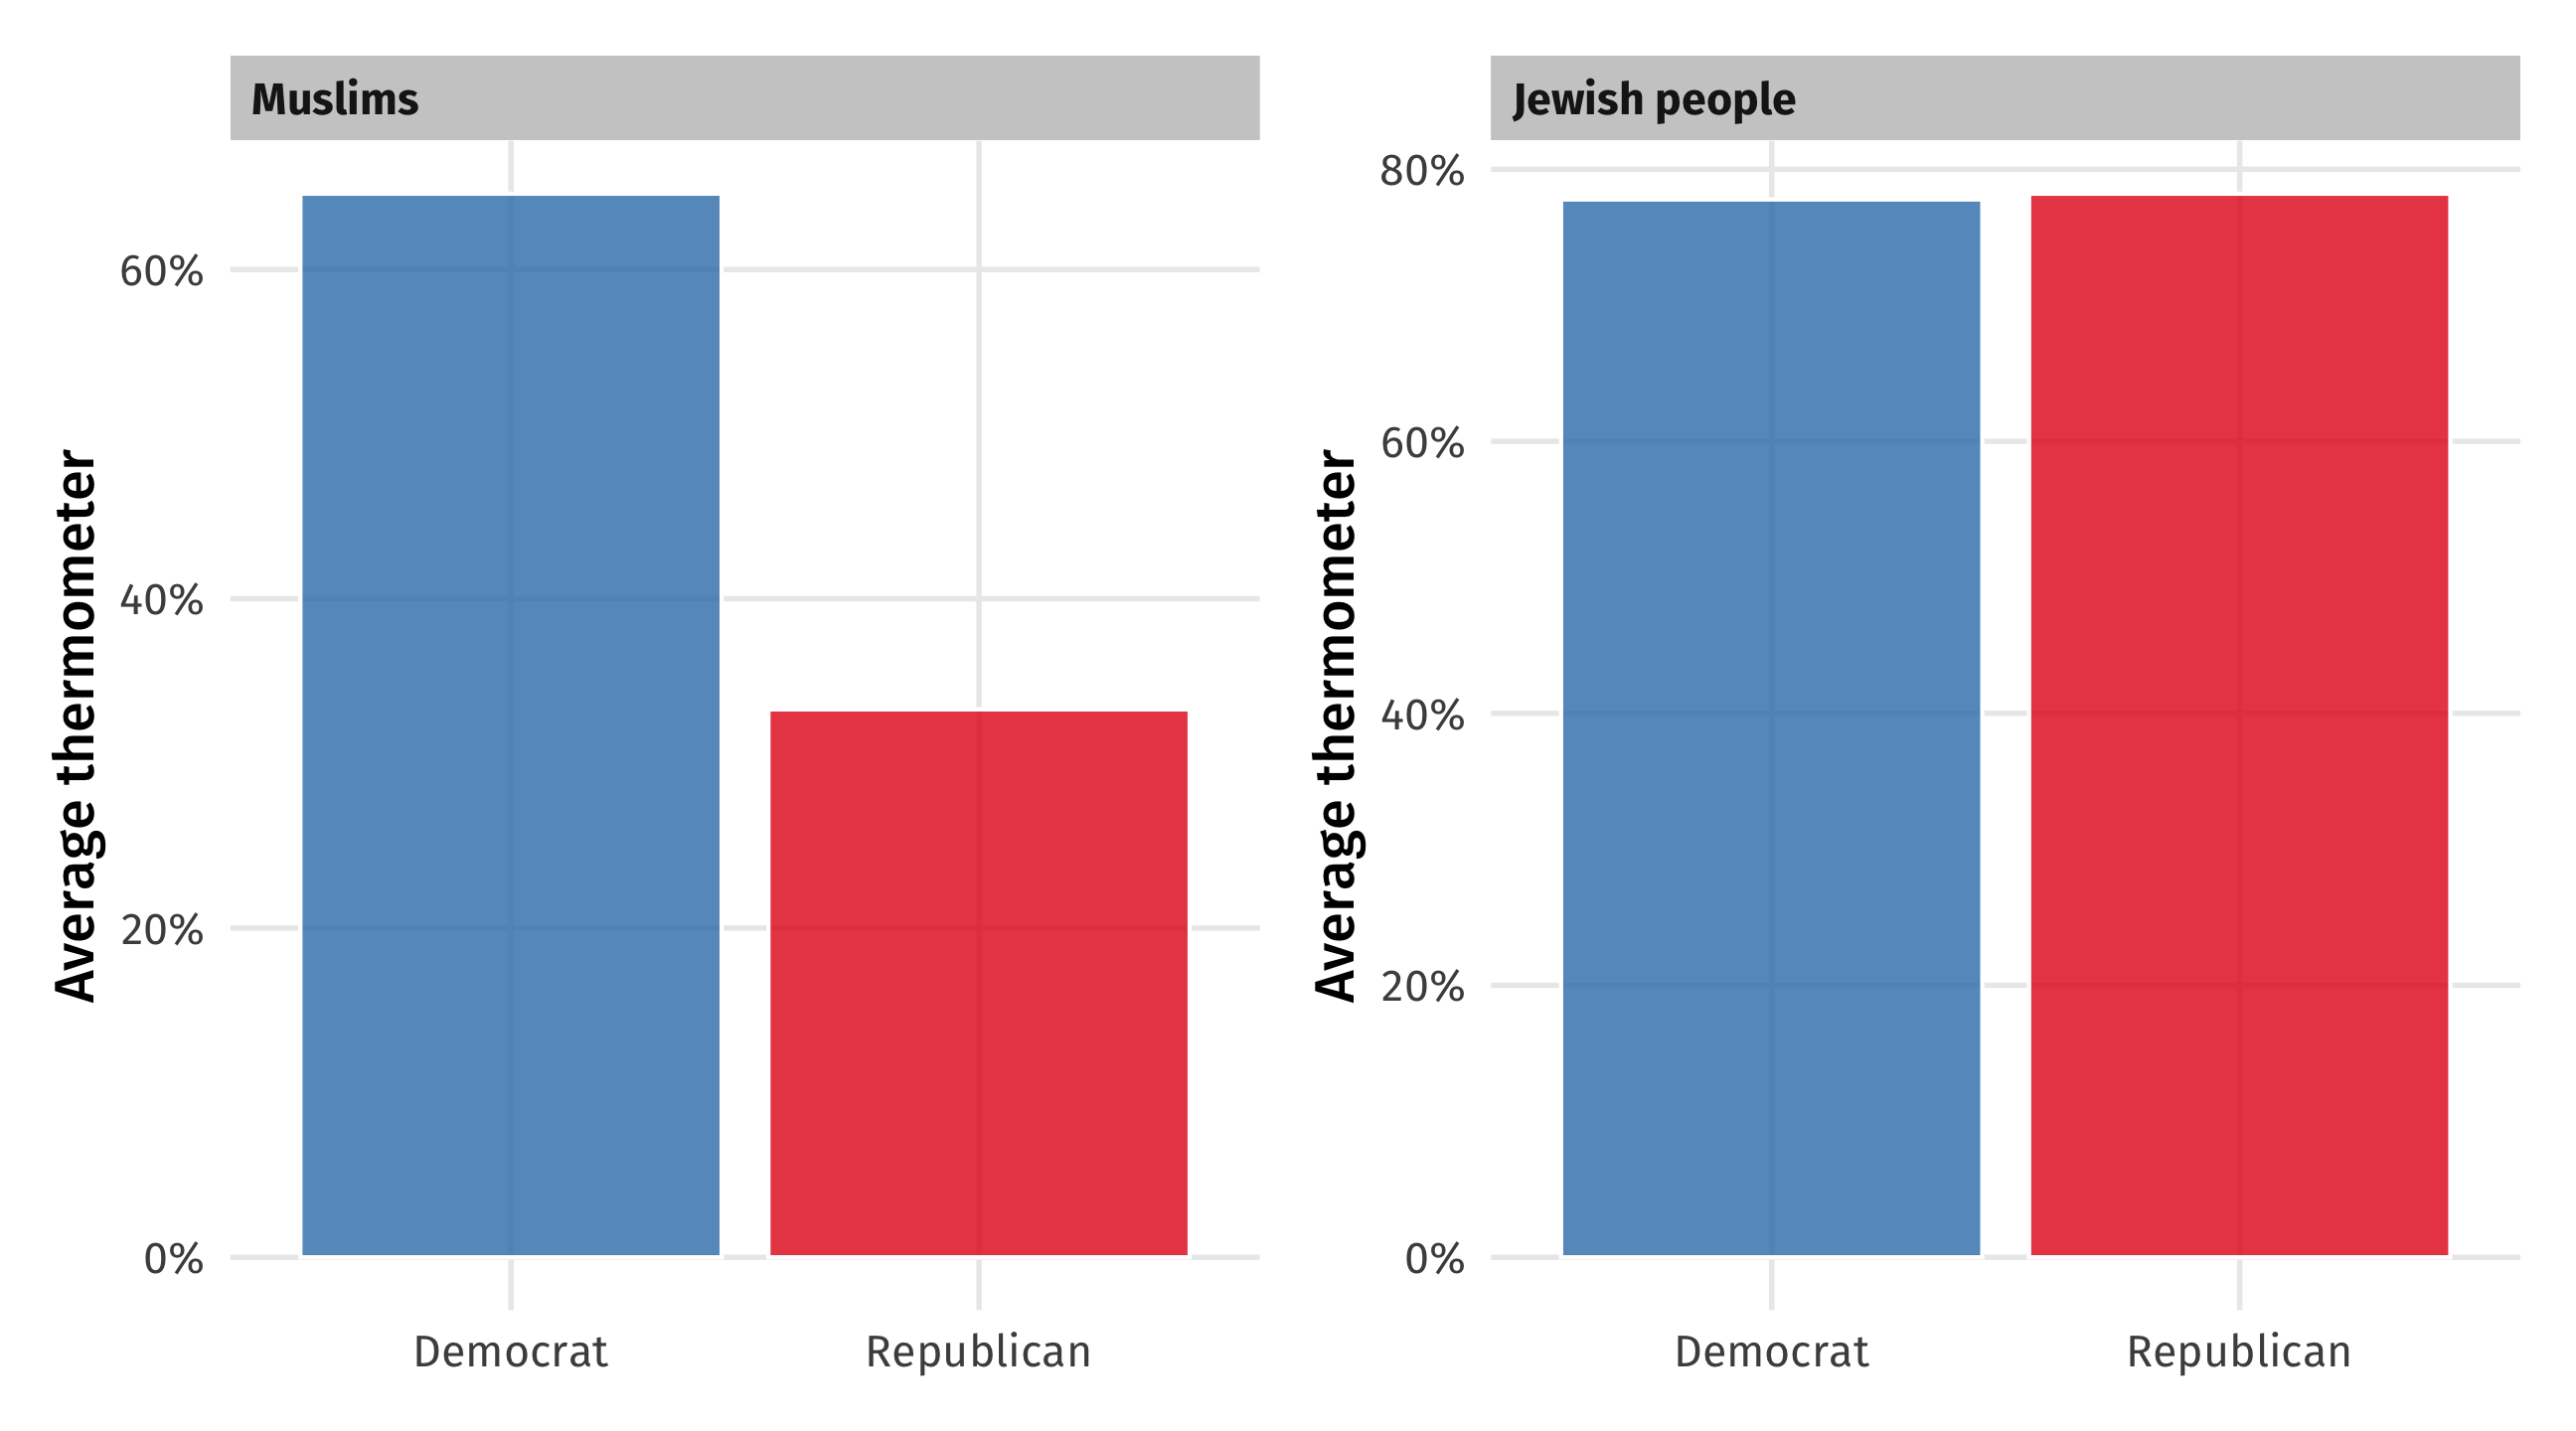 Muslims
Average thermometer
60%
40%
20%
0%
Democrat Republican
Jewish people
Average thermometer
80%
60%
40%
20%
0%
Democrat Republican